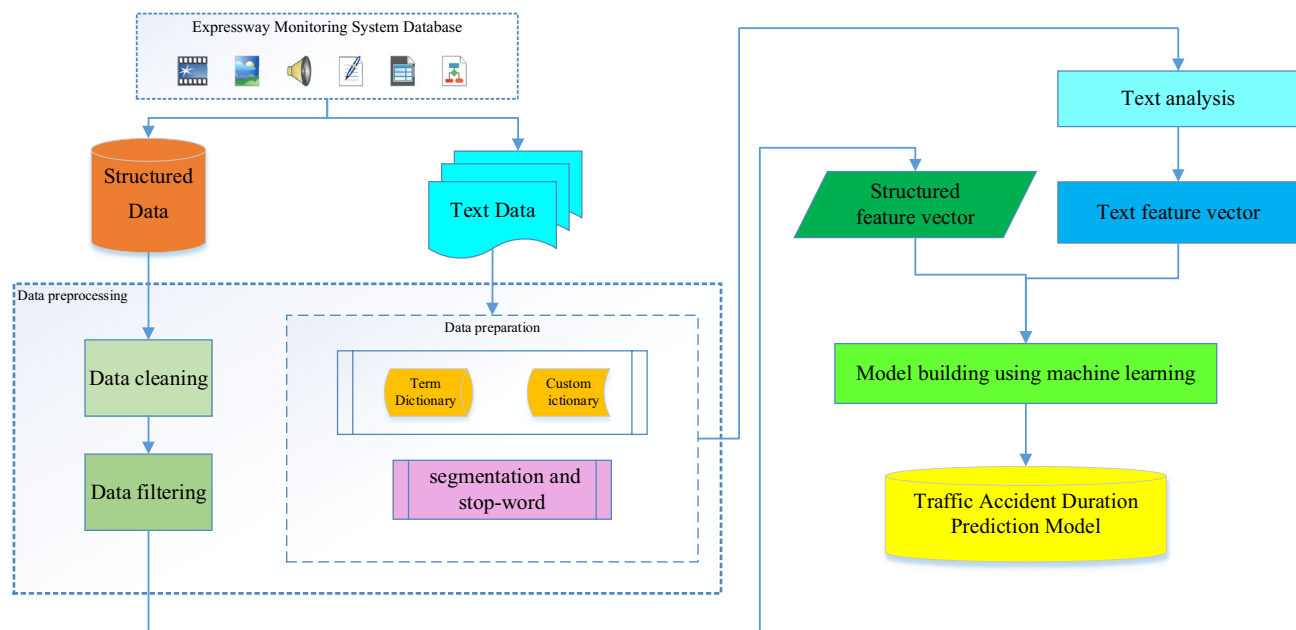 Expressway Monitoring System Database
Structured
Data
Text Data
Data preprocessing
Data cleaning
Data filtering
Data preparation
Term
Dictionary
Custom
ictionary
segmentation and
stop-word
Text analysis
Structured
feature vector
Text feature vector
Model building using machine learning
Traffic Accident Duration
Prediction Model